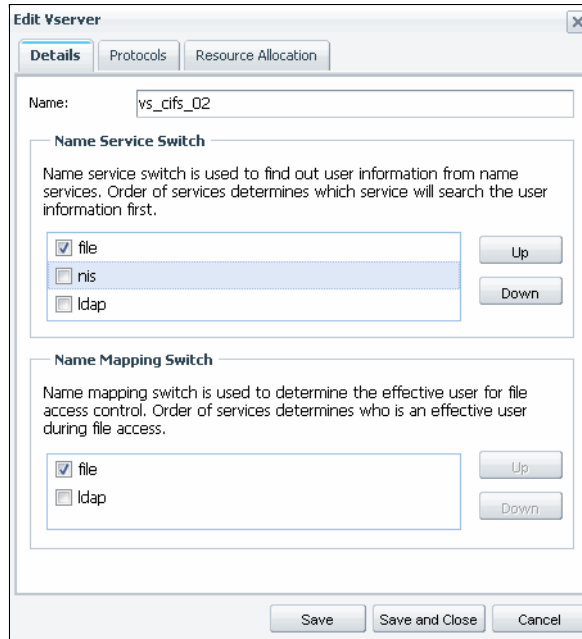 Edit Vserver
Details
Protocols
Resource Allocation
Name:
vs_cifs_02
Name Service Switch
Name service switch is used to find out user information from name
services. Order of services determines which service will search the user
information first.
file
nis
ldap
Up
Down
Name Mapping Switch
Name mapping switch is used to determine the effective user for file
access control. Order of services determines who is an effective user
during file access.
file
ldap
Up
Down
Save
Save and Close
Cancel